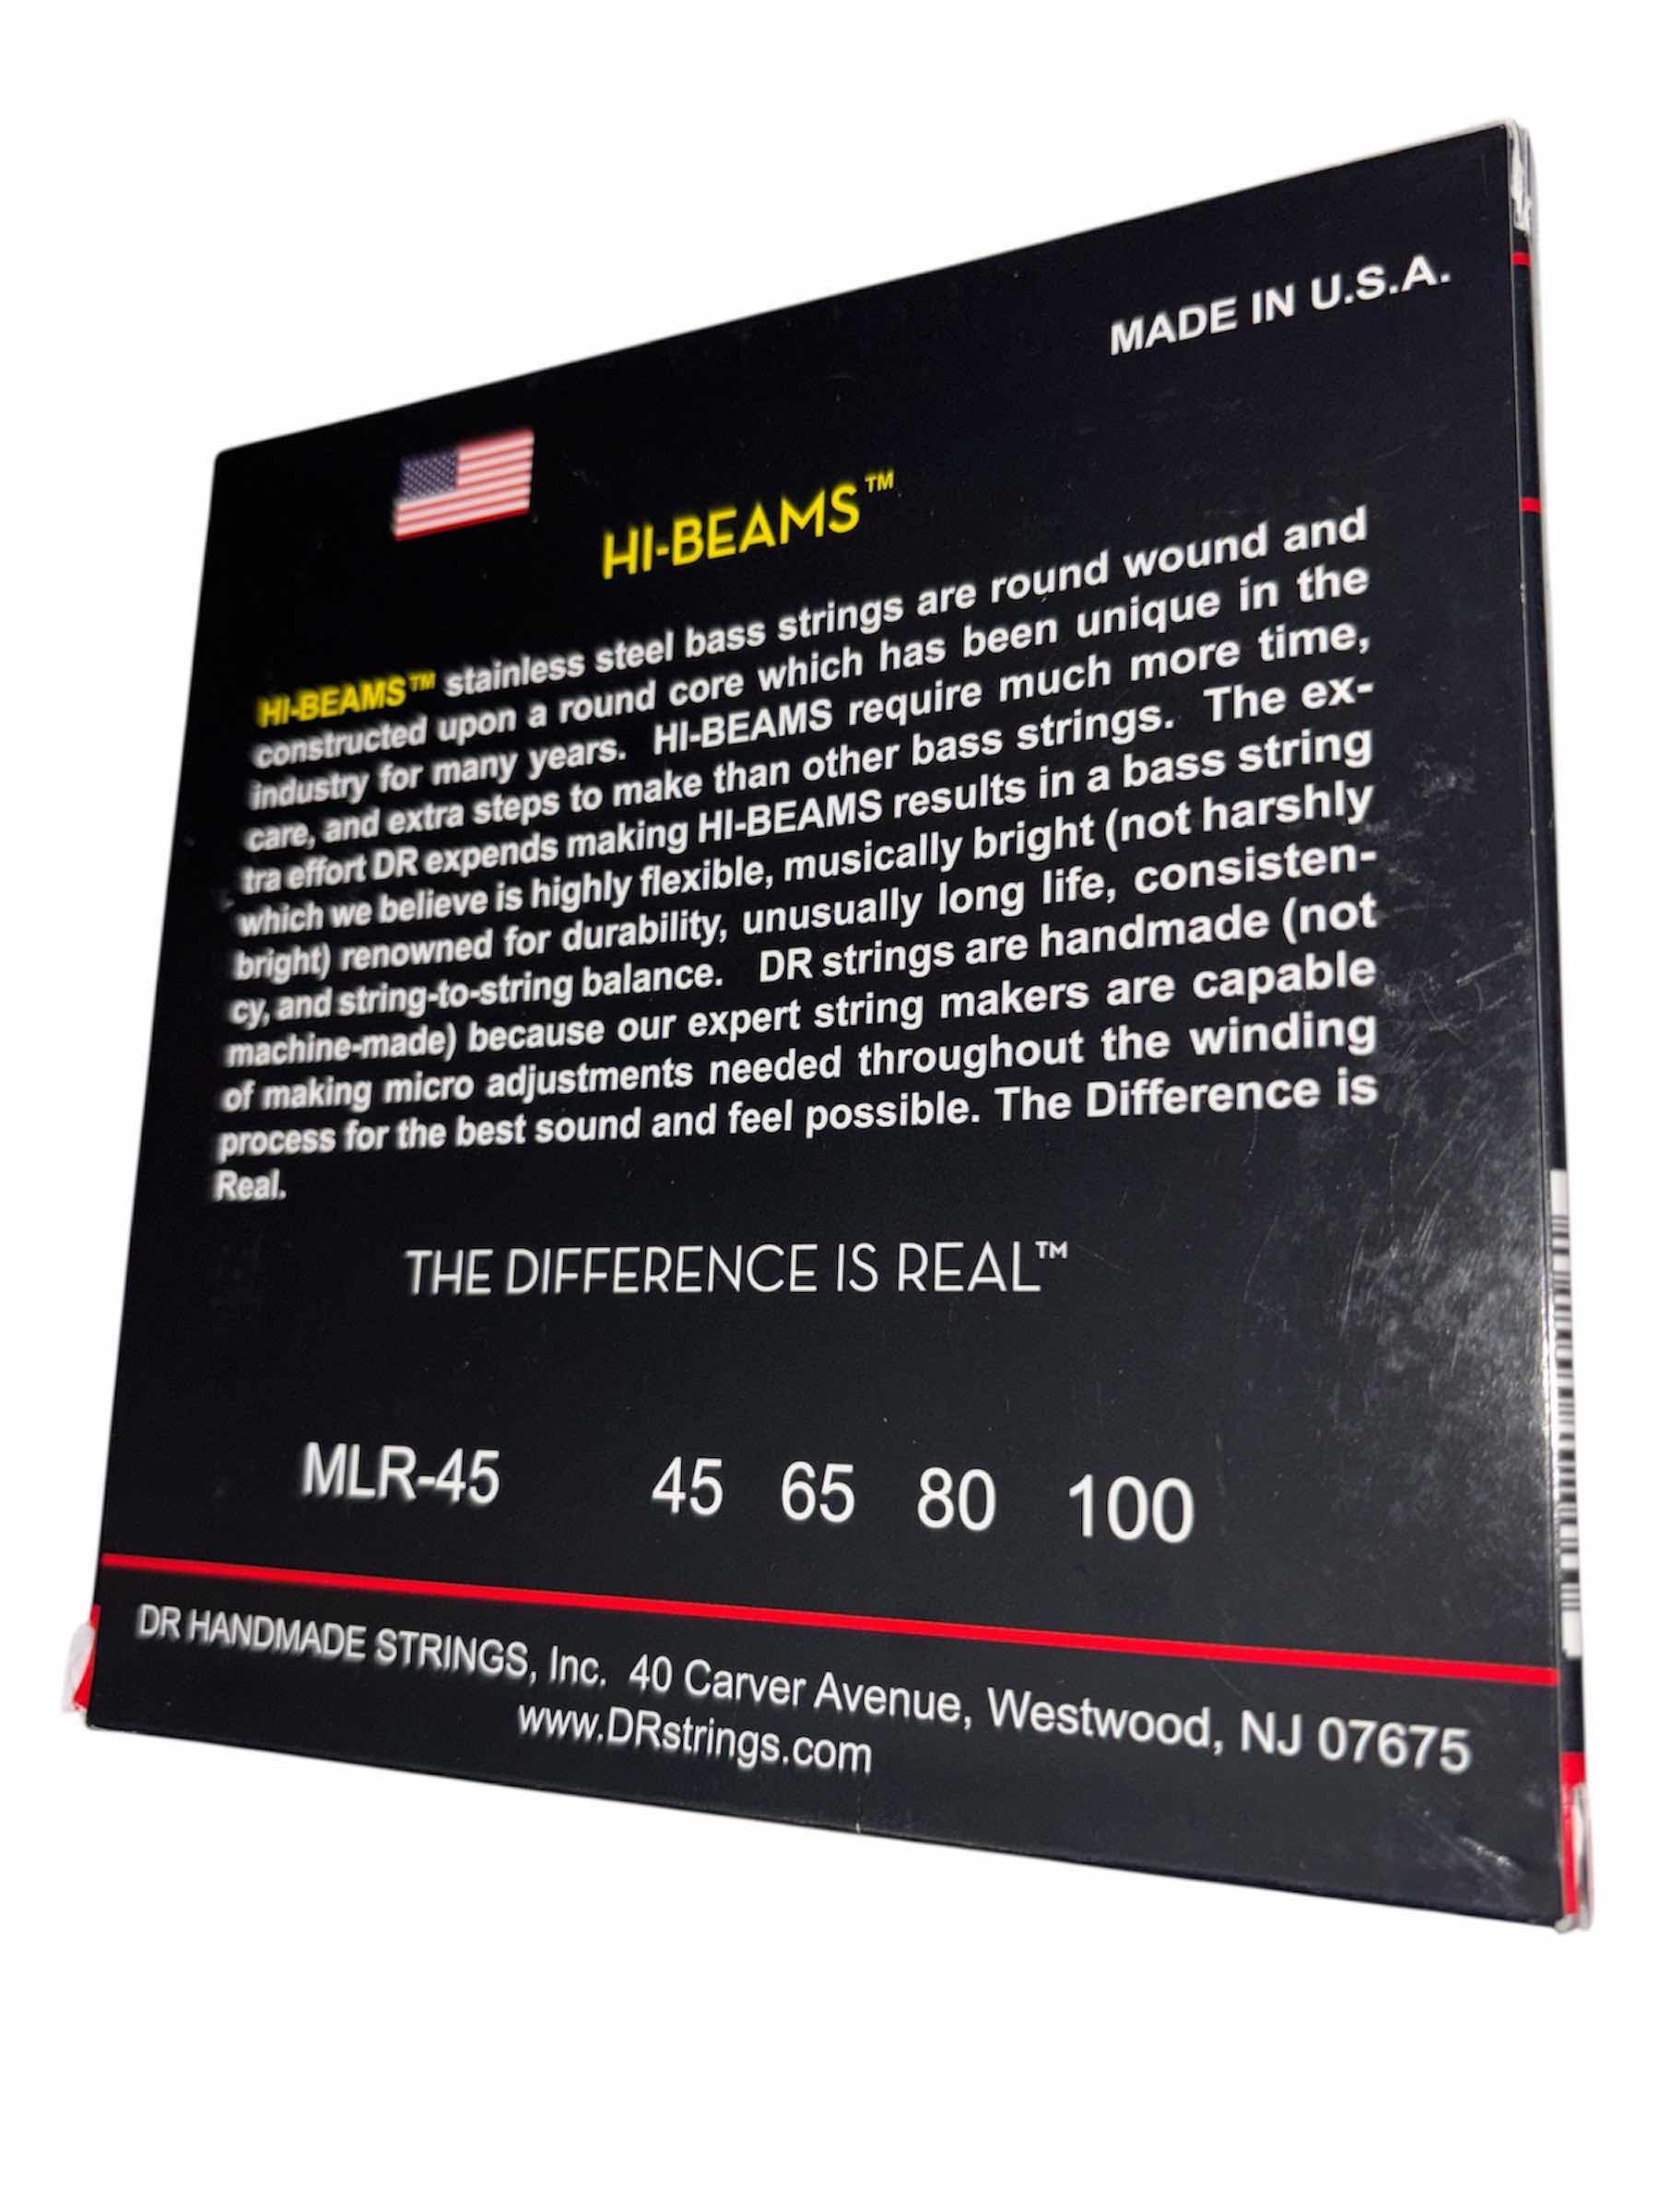 MADE IN U.S.A.
HI-BEAMS™
HI-BEAMS™ stainless steel bass strings are round wound and
constructed upon a round core which has been unique in the
industry for many years. HI-BEAMS require much more time,
care, and extra steps to make than other bass strings. The ex-
tra effort DR expends making HI-BEAMS results in a bass string
which we believe is highly flexible, musically bright (not harshly
bright) renowned for durability, unusually long life, consisten-
cy, and string-to-string balance. DR strings are handmade (not
machine-made) because our expert string makers are capable
of making micro adjustments needed throughout the winding
process for the best sound and feel possible. The Difference is
Real.
THE DIFFERENCE IS REAL™
MLR-45 45 65 80 100
DR HANDMADE STRINGS, Inc. 40 Carver Avenue, Westwood, NJ 07675
www.DRstrings.com